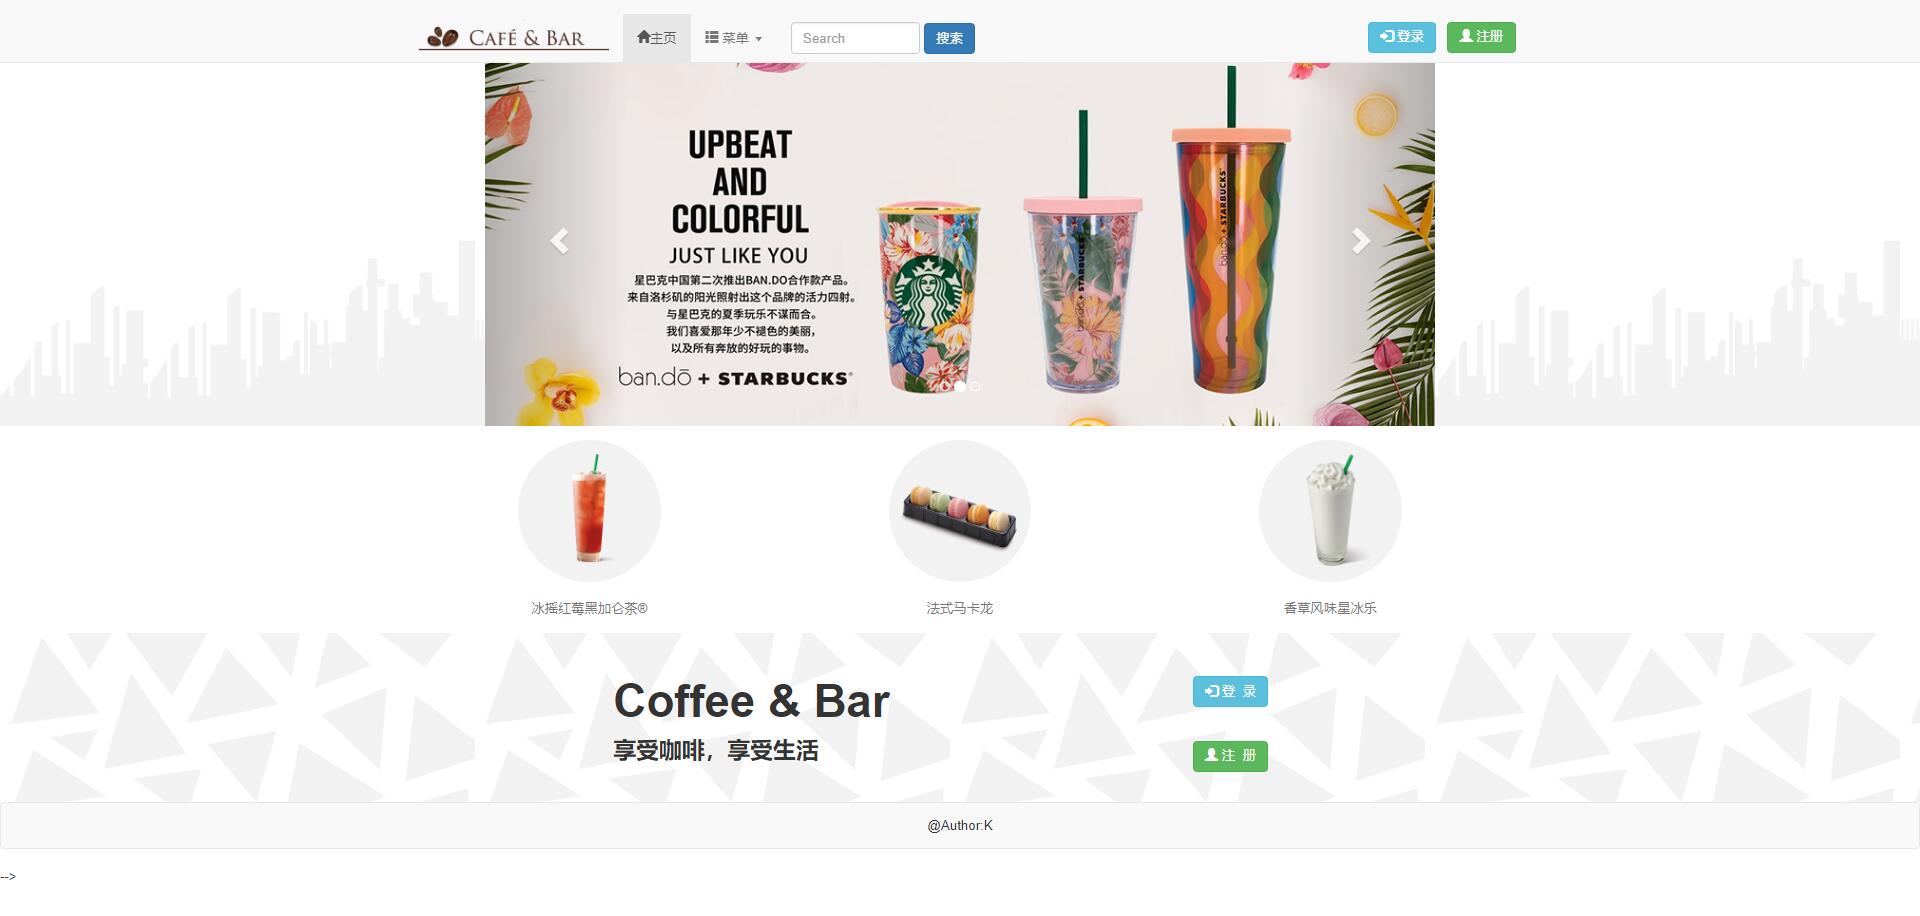 CAFÉ & BAR
主页
菜单
Search
搜索
登录
注册
UPBEAT
AND
COLORFUL
JUST LIKE YOU
星巴克中国第二次推出BAN.DO合作款产品。
来自洛杉矶的阳光照射出这个品牌的活力四射。
与星巴克的夏季玩乐不谋而合。
我们喜爱那年少不褪色的美丽，
以及所有奔放的好玩的事物。
ban.dō + STARBUCKS®
ban.dō + STARBUCKS
ban.dō + STARBUCKS
冰摇红莓黑加仑茶®
法式马卡龙
香草风味星冰乐
Coffee & Bar
享受咖啡，享受生活
登 录
注 册
@Author:K
-->